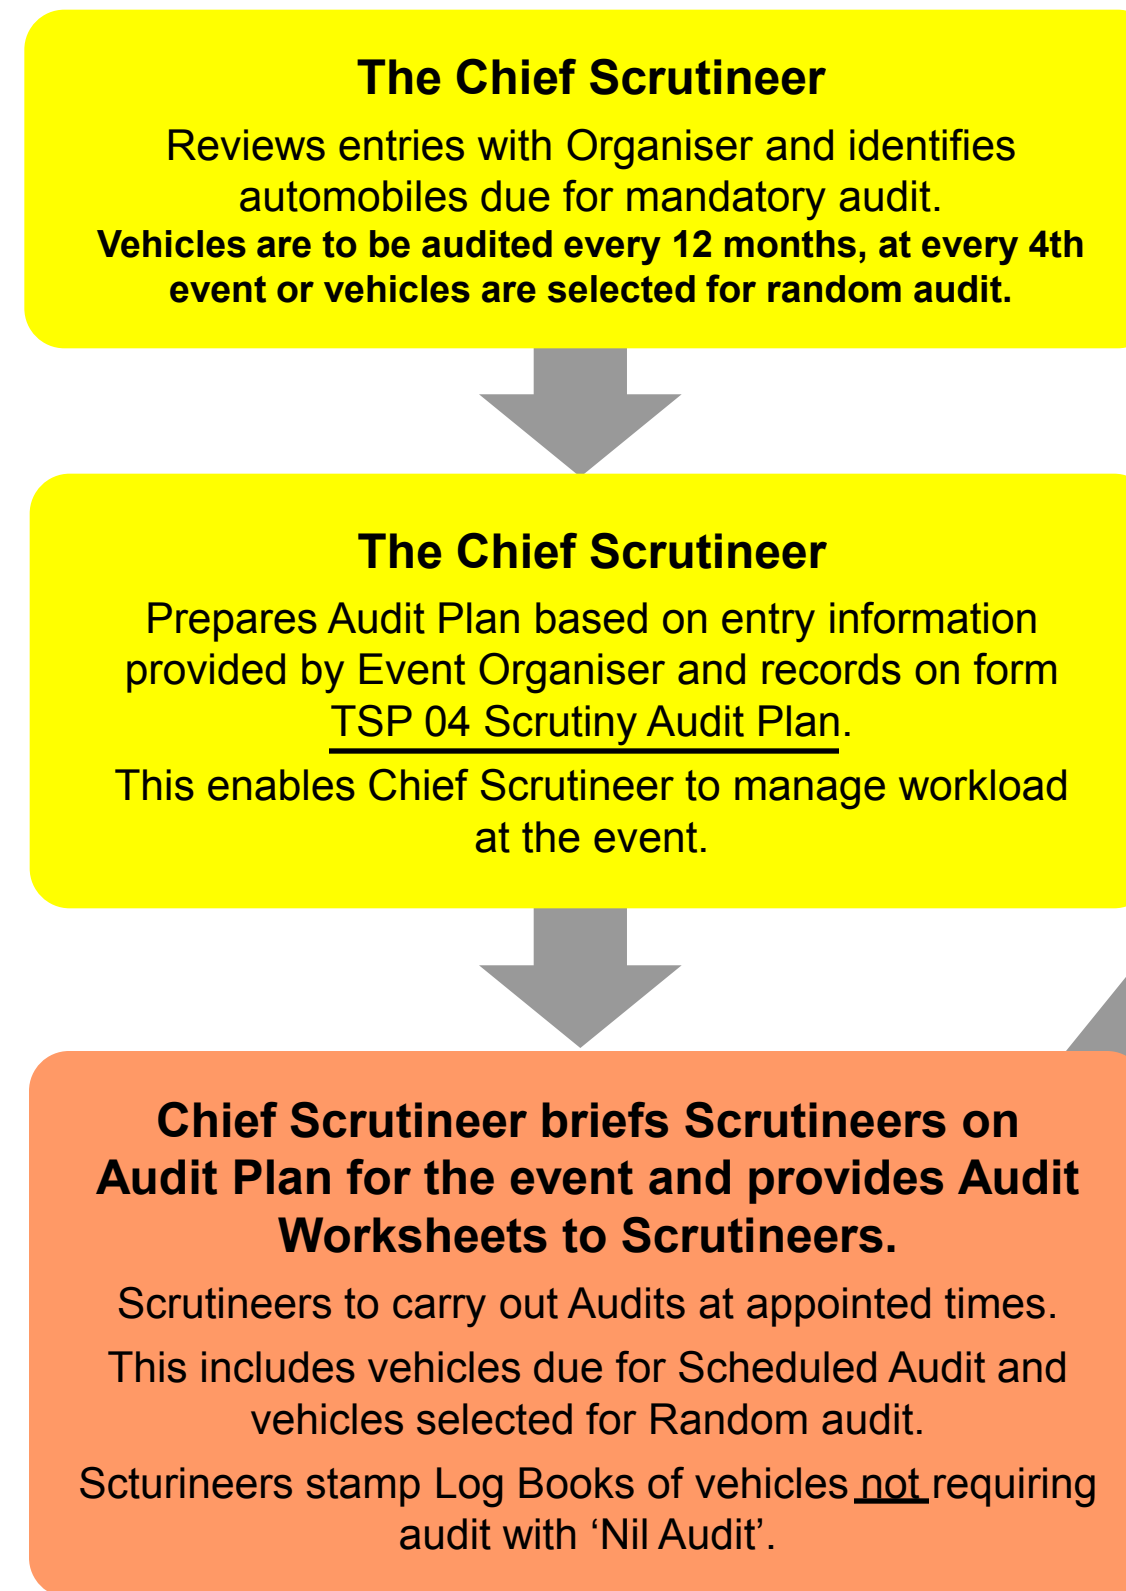 The Chief Scrutineer
Reviews entries with Organiser and identifies
automobiles due for mandatory audit.
Vehicles are to be audited every 12 months, at every 4th
event or vehicles are selected for random audit.
The Chief Scrutineer
Prepares Audit Plan based on entry information
provided by Event Organiser and records on form
TSP 04 Scrutiny Audit Plan.
This enables Chief Scrutineer to manage workload
at the event.
Chief Scrutineer briefs Scrutineers on
Audit Plan for the event and provides Audit
Worksheets to Scrutineers.
Scrutineers to carry out Audits at appointed times.
This includes vehicles due for Scheduled Audit and
vehicles selected for Random audit.
Scturineers stamp Log Books of vehicles not requiring
audit with ‘Nil Audit’.